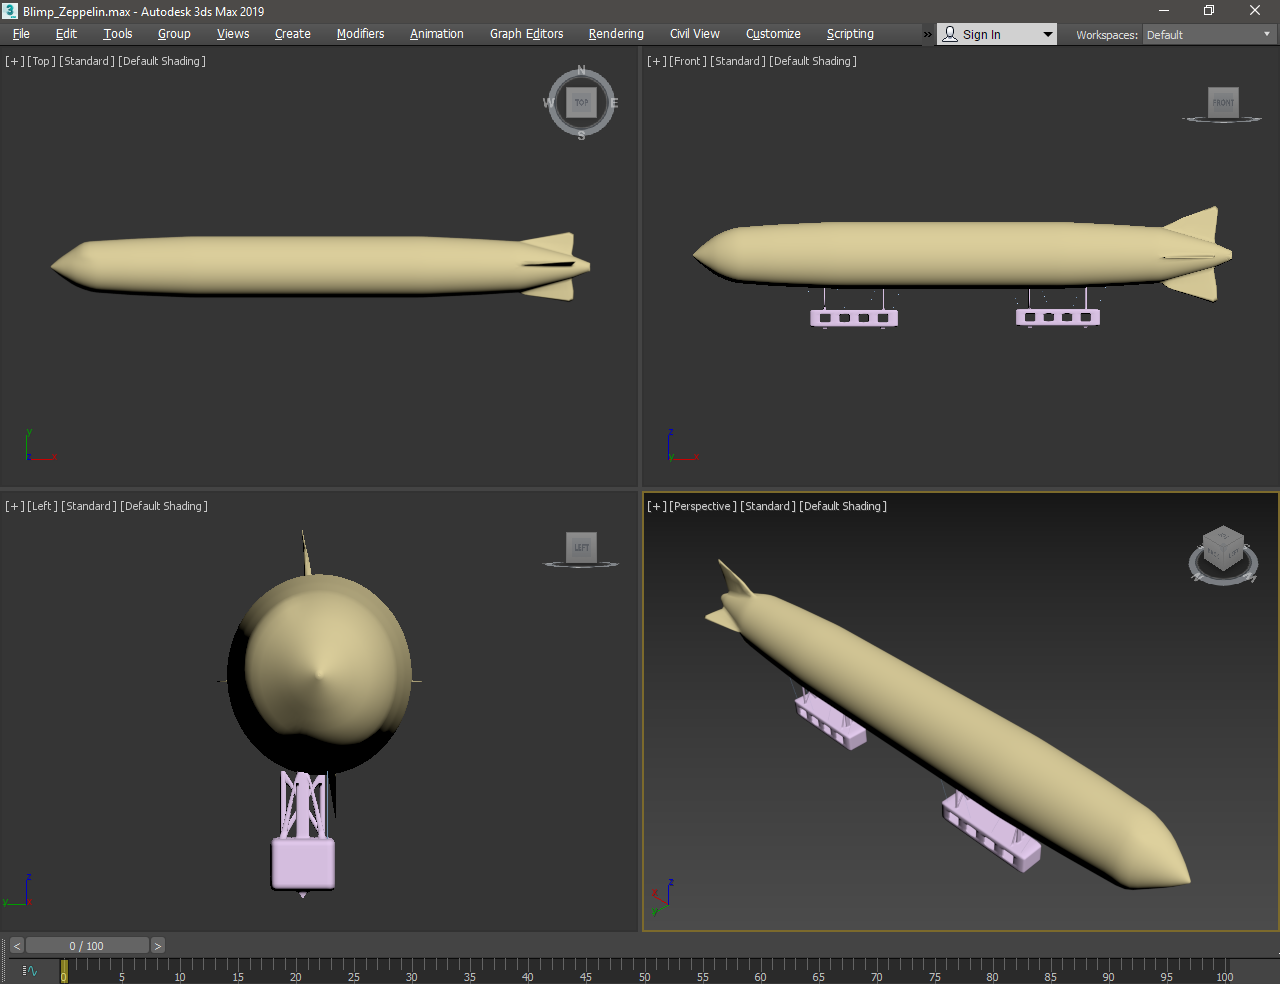 Blimp_Zeppelin.max - Autodesk 3ds Max 2019
File Edit Tools Group Views Create Modifiers Animation Graph Editors Rendering Civil View Customize Scripting » Sign In Workspaces: Default
[+] [Top] [Standard] [Default Shading]
[+] [Front] [Standard] [Default Shading]
N
W TOP E
S
FRONT
y
z x
z
y x
[+] [Left] [Standard] [Default Shading]
[+] [Perspective] [Standard] [Default Shading]
LEFT
z
y x
z
x
y
< 0 / 100 >
0 5 10 15 20 25 30 35 40 45 50 55 60 65 70 75 80 85 90 95 100